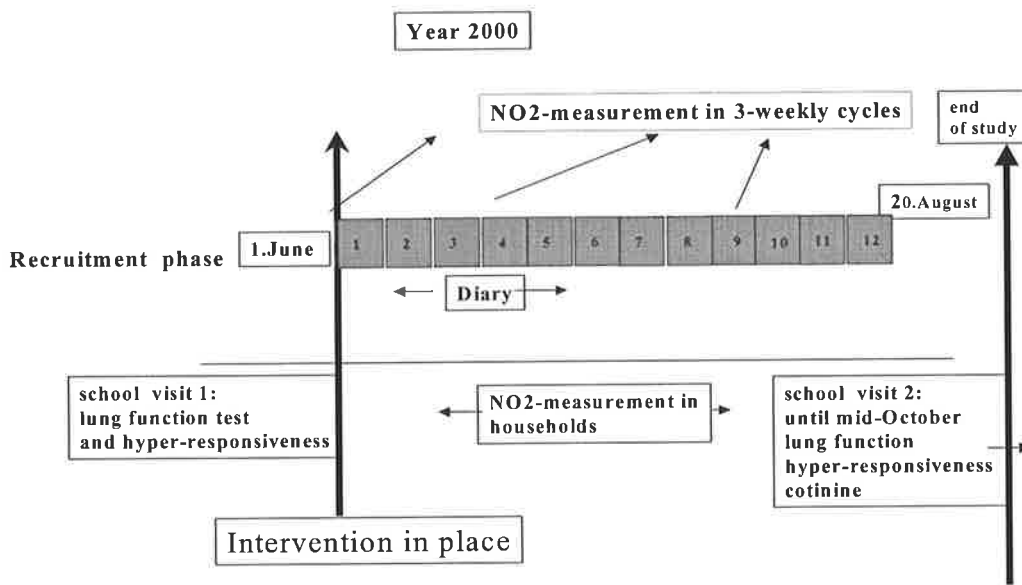 Year 2000
NO2-measurement in 3-weekly cycles
end
of study
20.August
1.June
1 2 3 4 5 6 7 8 9 10 11 12
Recruitment phase
Diary
school visit 1:
lung function test
and hyper-responsiveness
NO2-measurement in
households
school visit 2:
until mid-October
lung function
hyper-responsiveness
cotinine
Intervention in place